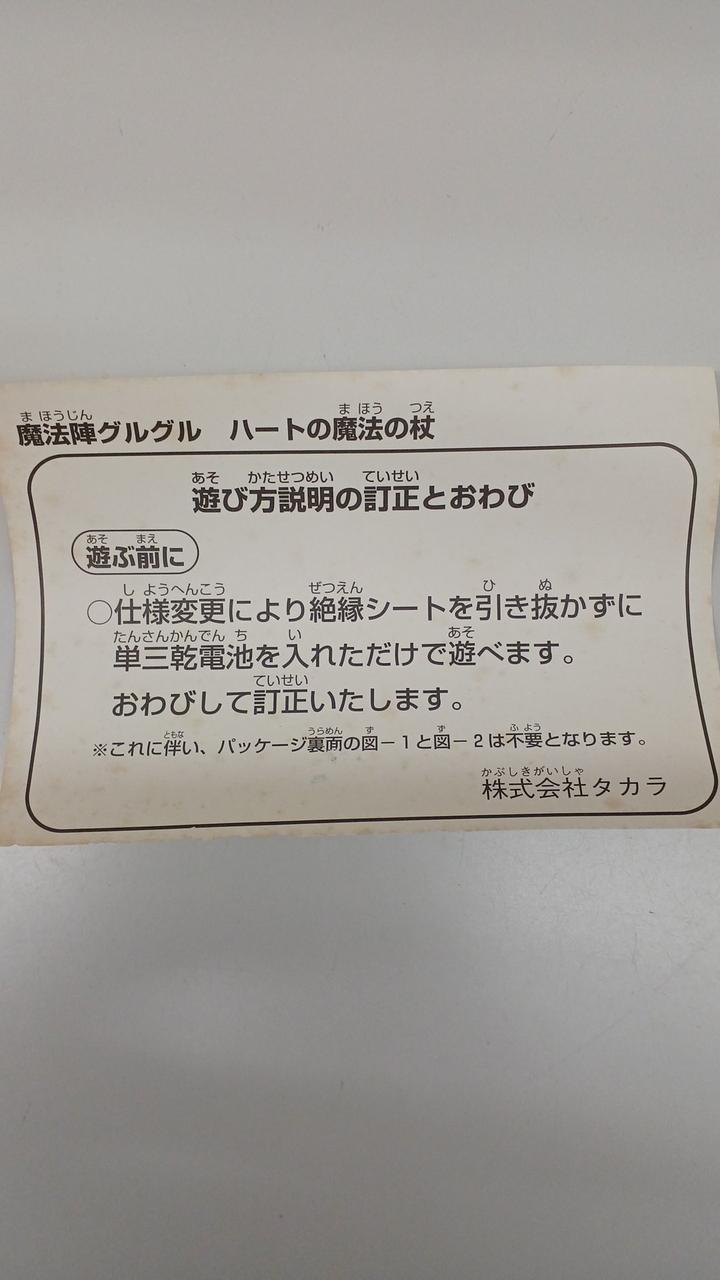 魔法陣グルグル　ハートの魔法の杖
遊び方説明の訂正とおわび
遊ぶ前に
○仕様変更により絶縁シートを引き抜かずに
単三乾電池を入れただけで遊べます。
おわびして訂正いたします。
※これに伴い、パッケージ裏面の図－1と図－2は不要となります。
株式会社タカラ